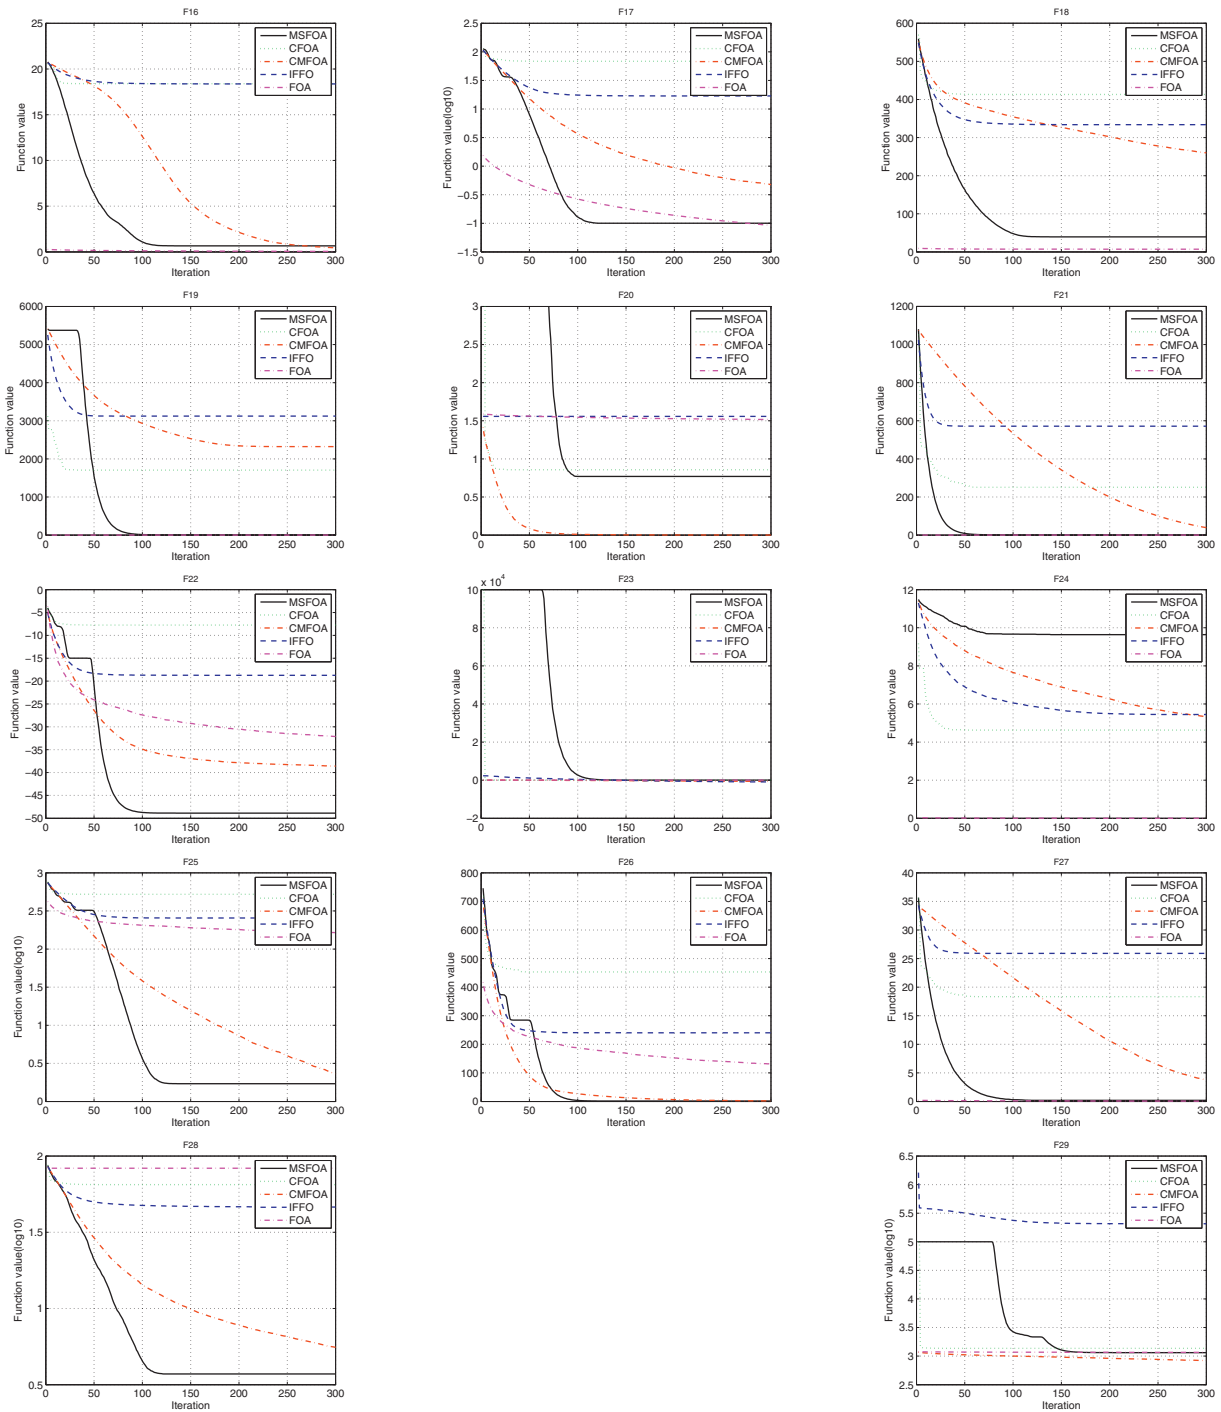 F16
Function value
25
20
15
10
5
0
MSFOA
CFOA
CMFOA
IFFO
FOA
0 50 100 150 200 250 300
Iteration
F17
Function value(log10)
2.5
2
1.5
1
0.5
0
−0.5
−1
−1.5
MSFOA
CFOA
CMFOA
IFFO
FOA
0 50 100 150 200 250 300
Iteration
F18
Function value
600
500
400
300
200
100
0
MSFOA
CFOA
CMFOA
IFFO
FOA
0 50 100 150 200 250 300
Iteration
F19
Function value
6000
5000
4000
3000
2000
1000
0
MSFOA
CFOA
CMFOA
IFFO
FOA
0 50 100 150 200 250 300
Iteration
F20
Function value
3
2.5
2
1.5
1
0.5
0
MSFOA
CFOA
CMFOA
IFFO
FOA
0 50 100 150 200 250 300
Iteration
F21
Function value
1200
1000
800
600
400
200
0
MSFOA
CFOA
CMFOA
IFFO
FOA
0 50 100 150 200 250 300
Iteration
F22
Function value
0
−5
−10
−15
−20
−25
−30
−35
−40
−45
−50
MSFOA
CFOA
CMFOA
IFFO
FOA
0 50 100 150 200 250 300
Iteration
F23
x 10⁴
Function value
10
8
6
4
2
0
−2
MSFOA
CFOA
CMFOA
IFFO
FOA
0 50 100 150 200 250 300
Iteration
F24
Function value
12
10
8
6
4
2
0
MSFOA
CFOA
CMFOA
IFFO
FOA
0 50 100 150 200 250 300
Iteration
F25
Function value(log10)
3
2.5
2
1.5
1
0.5
0
MSFOA
CFOA
CMFOA
IFFO
FOA
0 50 100 150 200 250 300
Iteration
F26
Function value
800
700
600
500
400
300
200
100
0
MSFOA
CFOA
CMFOA
IFFO
FOA
0 50 100 150 200 250 300
Iteration
F27
Function value
40
35
30
25
20
15
10
5
0
MSFOA
CFOA
CMFOA
IFFO
FOA
0 50 100 150 200 250 300
Iteration
F28
Function value(log10)
2
1.5
1
0.5
MSFOA
CFOA
CMFOA
IFFO
FOA
0 50 100 150 200 250 300
Iteration
F29
Function value(log10)
6.5
6
5.5
5
4.5
4
3.5
3
2.5
MSFOA
CFOA
CMFOA
IFFO
FOA
0 50 100 150 200 250 300
Iteration